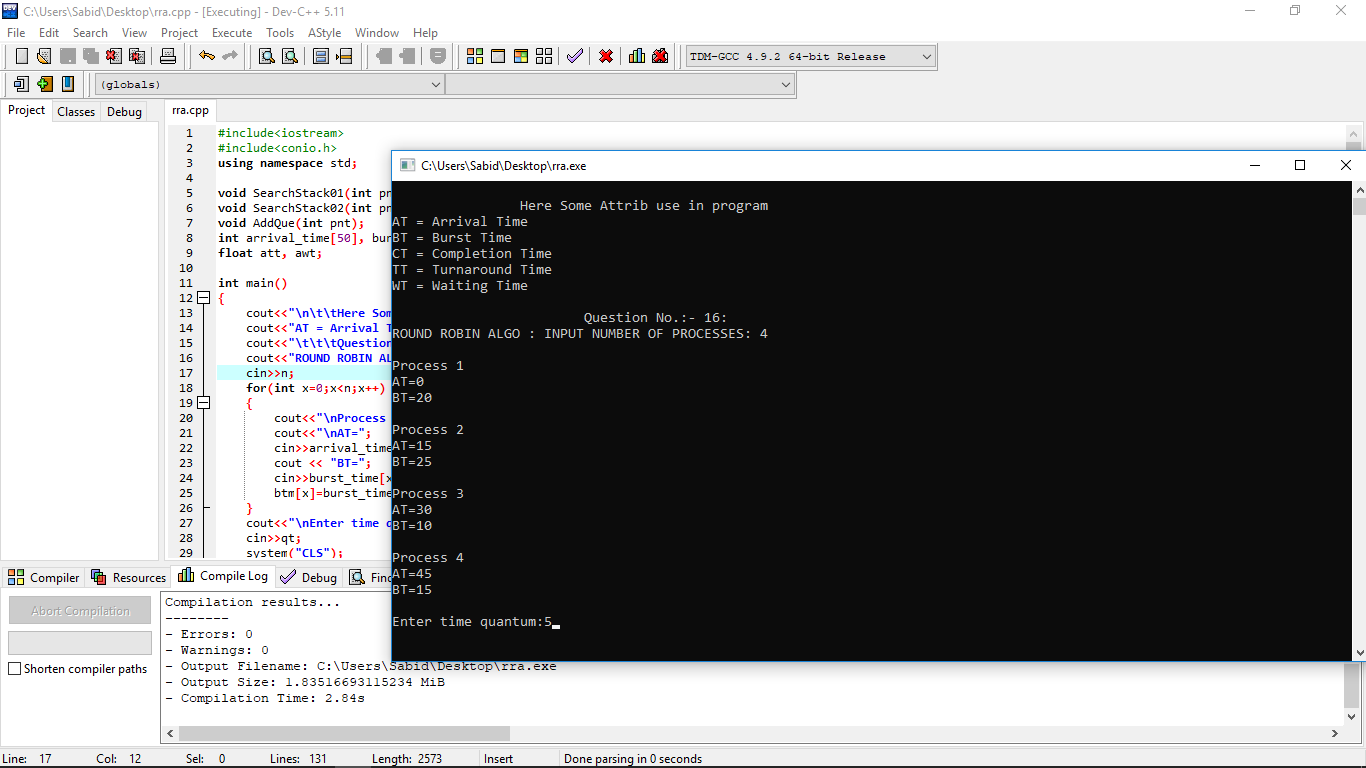 C:\Users\Sabid\Desktop\rra.cpp - [Executing] - Dev-C++ 5.11
File Edit Search View Project Execute Tools AStyle Window Help
TDM-GCC 4.9.2 64-bit Release
(globals)
Project Classes Debug
rra.cpp
1 #include<iostream>
2 #include<conio.h>
3 using namespace std;
4
5 void SearchStack01(int
6 void SearchStack02(int
7 void AddQue(int pnt);
8 int arrival_time[50],
9 float att, awt;
10
11 int main()
12 {
13 cout<<"\n\t\tHere
14 cout<<"AT = Arrival
15 cout<<"\t\t\tQuestion
16 cout<<"ROUND ROBIN
17 cin>>n;
18 for(int x=0;x<n;x++)
19 {
20 cout<<"\nProcess
21 cout<<"\nAT=";
22 cin>>arrival_time
23 cout << "BT=";
24 cin>>burst_time[x
25 btm[x]=burst_time
26 }
27 cout<<"\nEnter time
28 cin>>qt;
29 system("CLS");
C:\Users\Sabid\Desktop\rra.exe
Here Some Attrib use in program
AT = Arrival Time
BT = Burst Time
CT = Completion Time
TT = Turnaround Time
WT = Waiting Time
Question No.:- 16:
ROUND ROBIN ALGO : INPUT NUMBER OF PROCESSES: 4
Process 1
AT=0
BT=20
Process 2
AT=15
BT=25
Process 3
AT=30
BT=10
Process 4
AT=45
BT=15
Enter time quantum:5
Compiler Resources Compile Log Debug
Abort Compilation
Shorten compiler paths
Compilation results...
--------
- Errors: 0
- Warnings: 0
- Output Filename: C:\Users\Sabid\Desktop\rra.exe
- Output Size: 1.83516693115234 MiB
- Compilation Time: 2.84s
Line: 17 Col: 12 Sel: 0 Lines: 131 Length: 2573 Insert Done parsing in 0 seconds